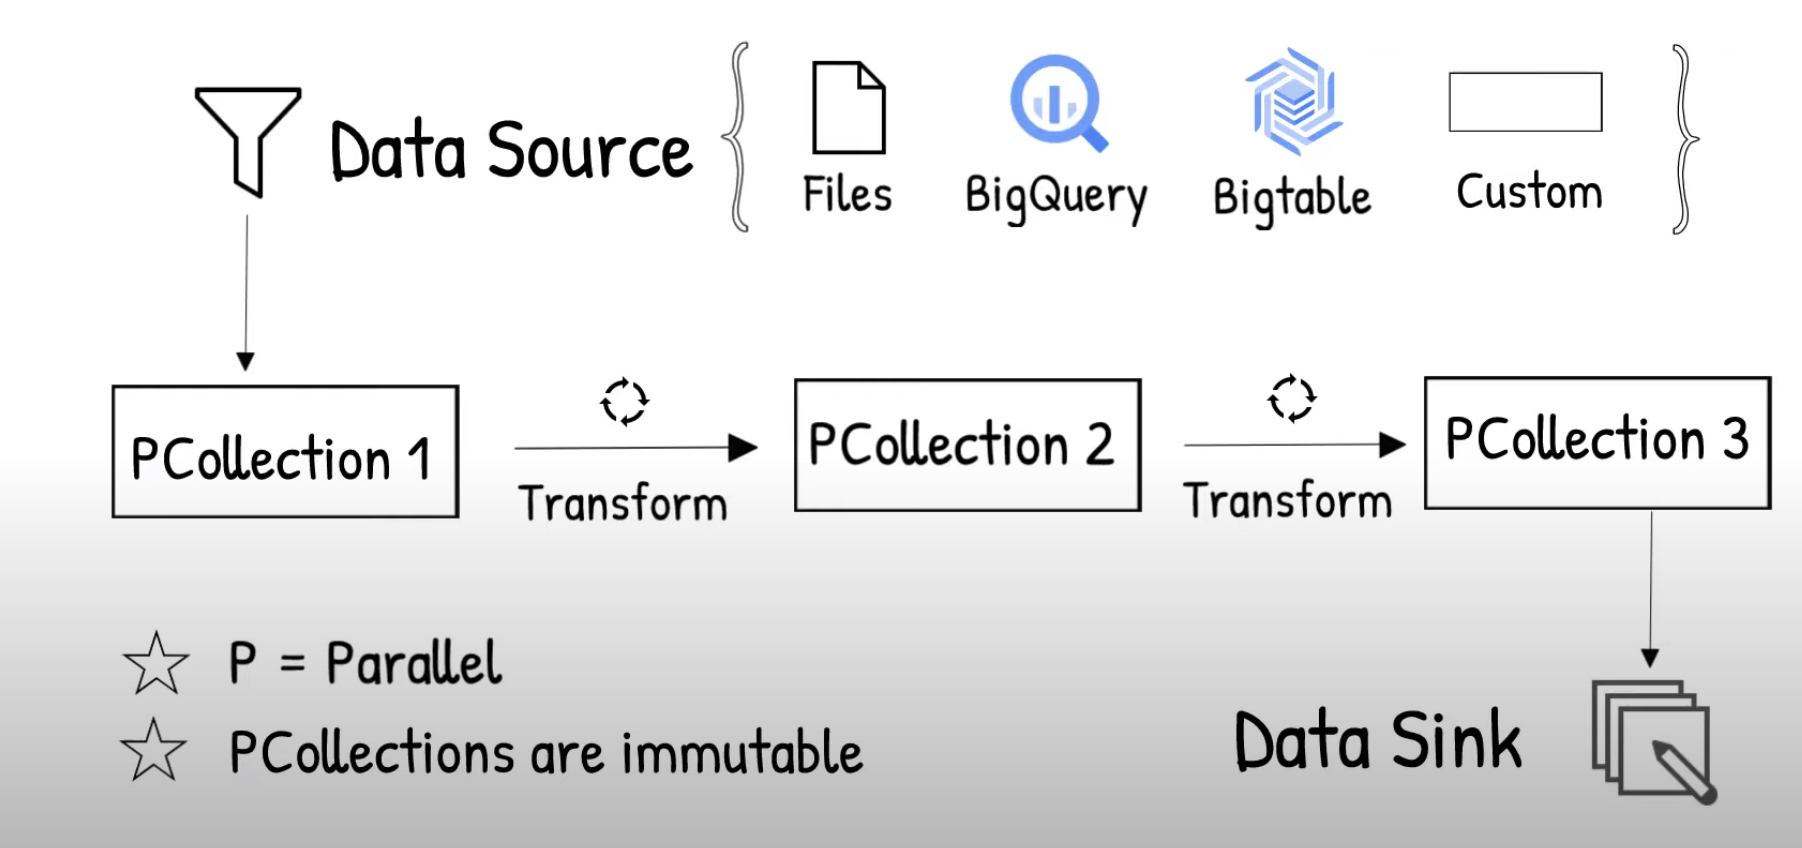 Data Source
Files
BigQuery
Bigtable
Custom
PCollection 1
Transform
PCollection 2
Transform
PCollection 3
P = Parallel
PCollections are immutable
Data Sink